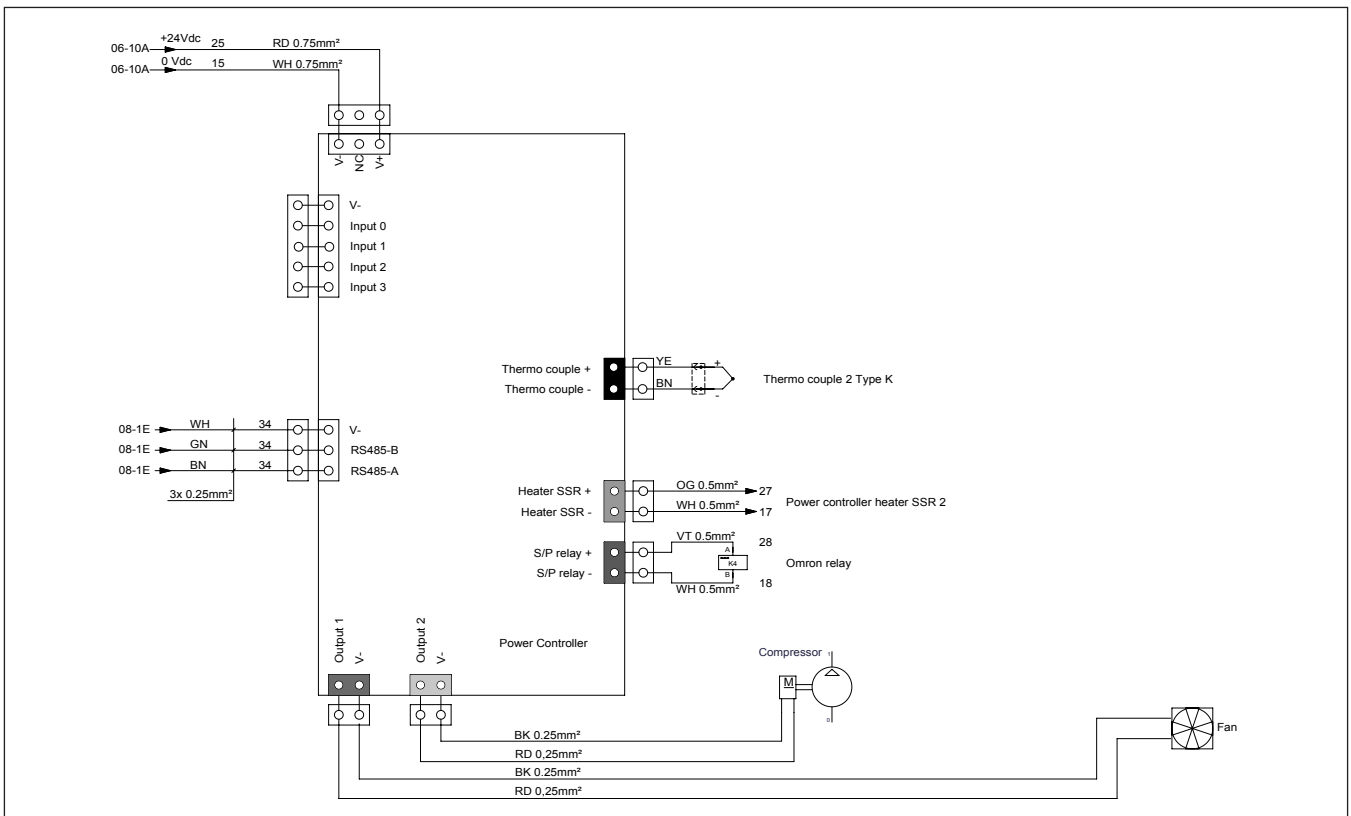 +24Vdc
06-10A 25 RD 0.75mm²
0 Vdc
06-10A 15 WH 0.75mm²
V-
NC
V+
V-
Input 0
Input 1
Input 2
Input 3
Thermo couple + YE +
Thermo couple 2 Type K
Thermo couple - BN -
08-1E WH 34 V-
08-1E GN 34 RS485-B
08-1E BN 34 RS485-A
3x 0.25mm²
Heater SSR + OG 0.5mm² 27
Power controller heater SSR 2
Heater SSR - WH 0.5mm² 17
VT 0.5mm² 28
S/P relay + A
K4 Omron relay
S/P relay - B
WH 0.5mm² 18
Output 1
V-
Output 2
V-
Power Controller
Compressor 1
M
0
Fan
BK 0.25mm²
RD 0,25mm²
BK 0.25mm²
RD 0,25mm²